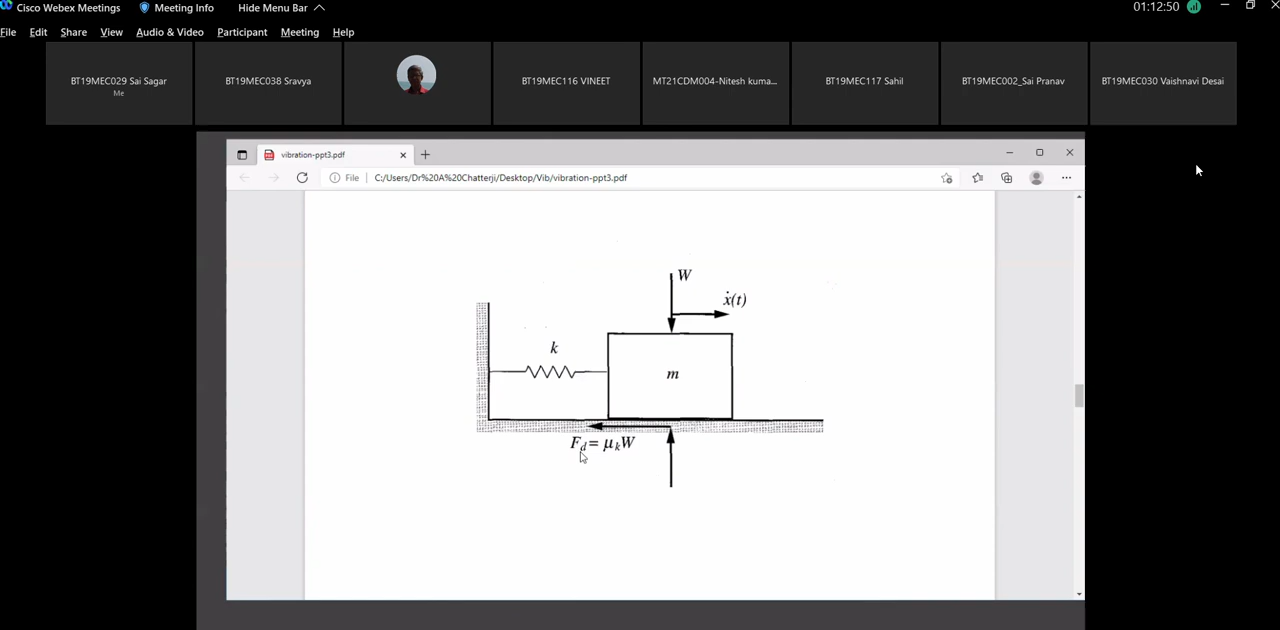 Cisco Webex Meetings Meeting Info Hide Menu Bar 01:12:50
File Edit Share View Audio & Video Participant Meeting Help
BT19MEC029 Sai Sagar BT19MEC038 Sravya BT19MEC116 VINEET MT21CDM004-Nitesh kuma... BT19MEC117 Sahil BT19MEC002_Sai Pranav BT19MEC030 Vaishnavi Desai
Me
vibration-ppt3.pdf
File C:/Users/Dr%20A%20Chatterji/Desktop/Vib/vibration-ppt3.pdf
W
ẋ(t)
k
m
F_d = μ_kW